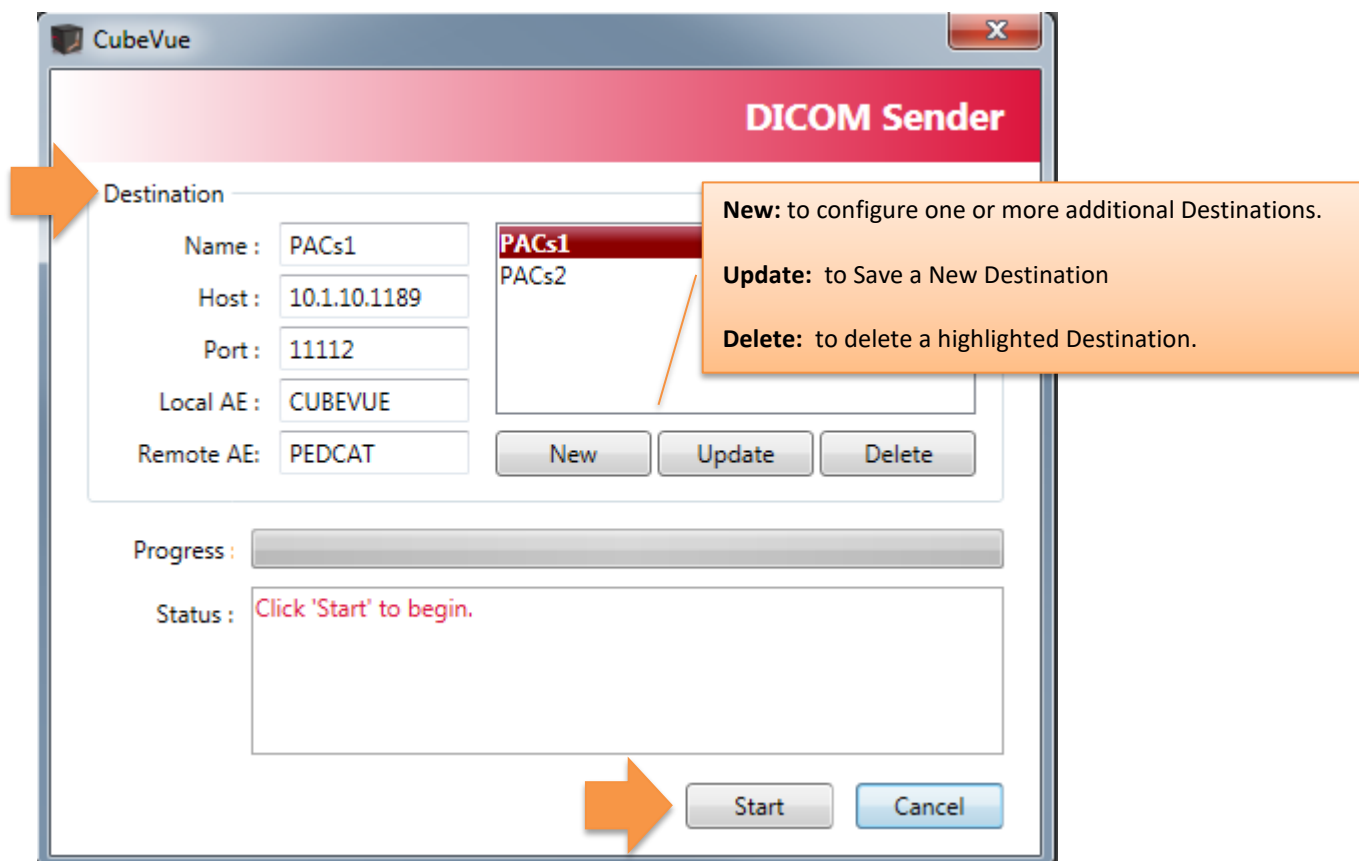 CubeVue
DICOM Sender
Destination
Name : PACs1
Host : 10.1.10.1189
Port : 11112
Local AE : CUBEVUE
Remote AE: PEDCAT
PACs1
PACs2
New: to configure one or more additional Destinations.
Update: to Save a New Destination
Delete: to delete a highlighted Destination.
New Update Delete
Progress :
Status : Click 'Start' to begin.
Start Cancel